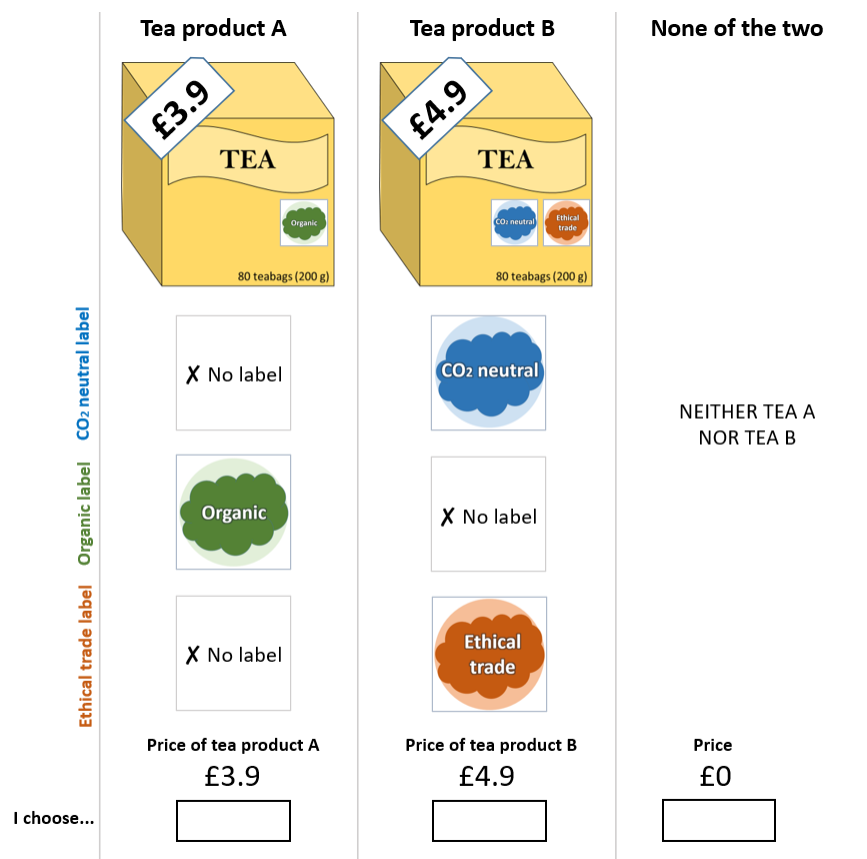 Tea product A
Tea product B
None of the two
£3.9
TEA
Organic
80 teabags (200 g)
£4.9
TEA
CO₂ neutral
Ethical
trade
80 teabags (200 g)
CO₂ neutral label
✗ No label
CO₂ neutral
NEITHER TEA A
NOR TEA B
Organic label
Organic
✗ No label
Ethical trade label
✗ No label
Ethical
trade
Price of tea product A
Price of tea product B
Price
£3.9
£4.9
£0
I choose...